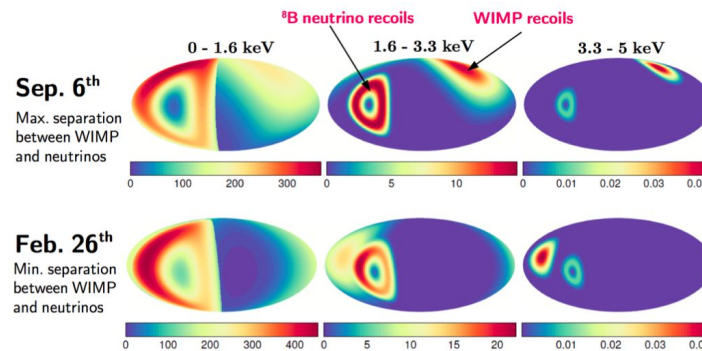 ⁸B neutrino recoils
WIMP recoils
0 - 1.6 keV
1.6 - 3.3 keV
3.3 - 5 keV
Sep. 6th
Max. separation
between WIMP
and neutrinos
0 100 200 300
0 5 10
0 0.01 0.02 0.03
Feb. 26th
Min. separation
between WIMP
and neutrinos
0 100 200 300 400
0 5 10 15 20
0 0.01 0.02 0.03